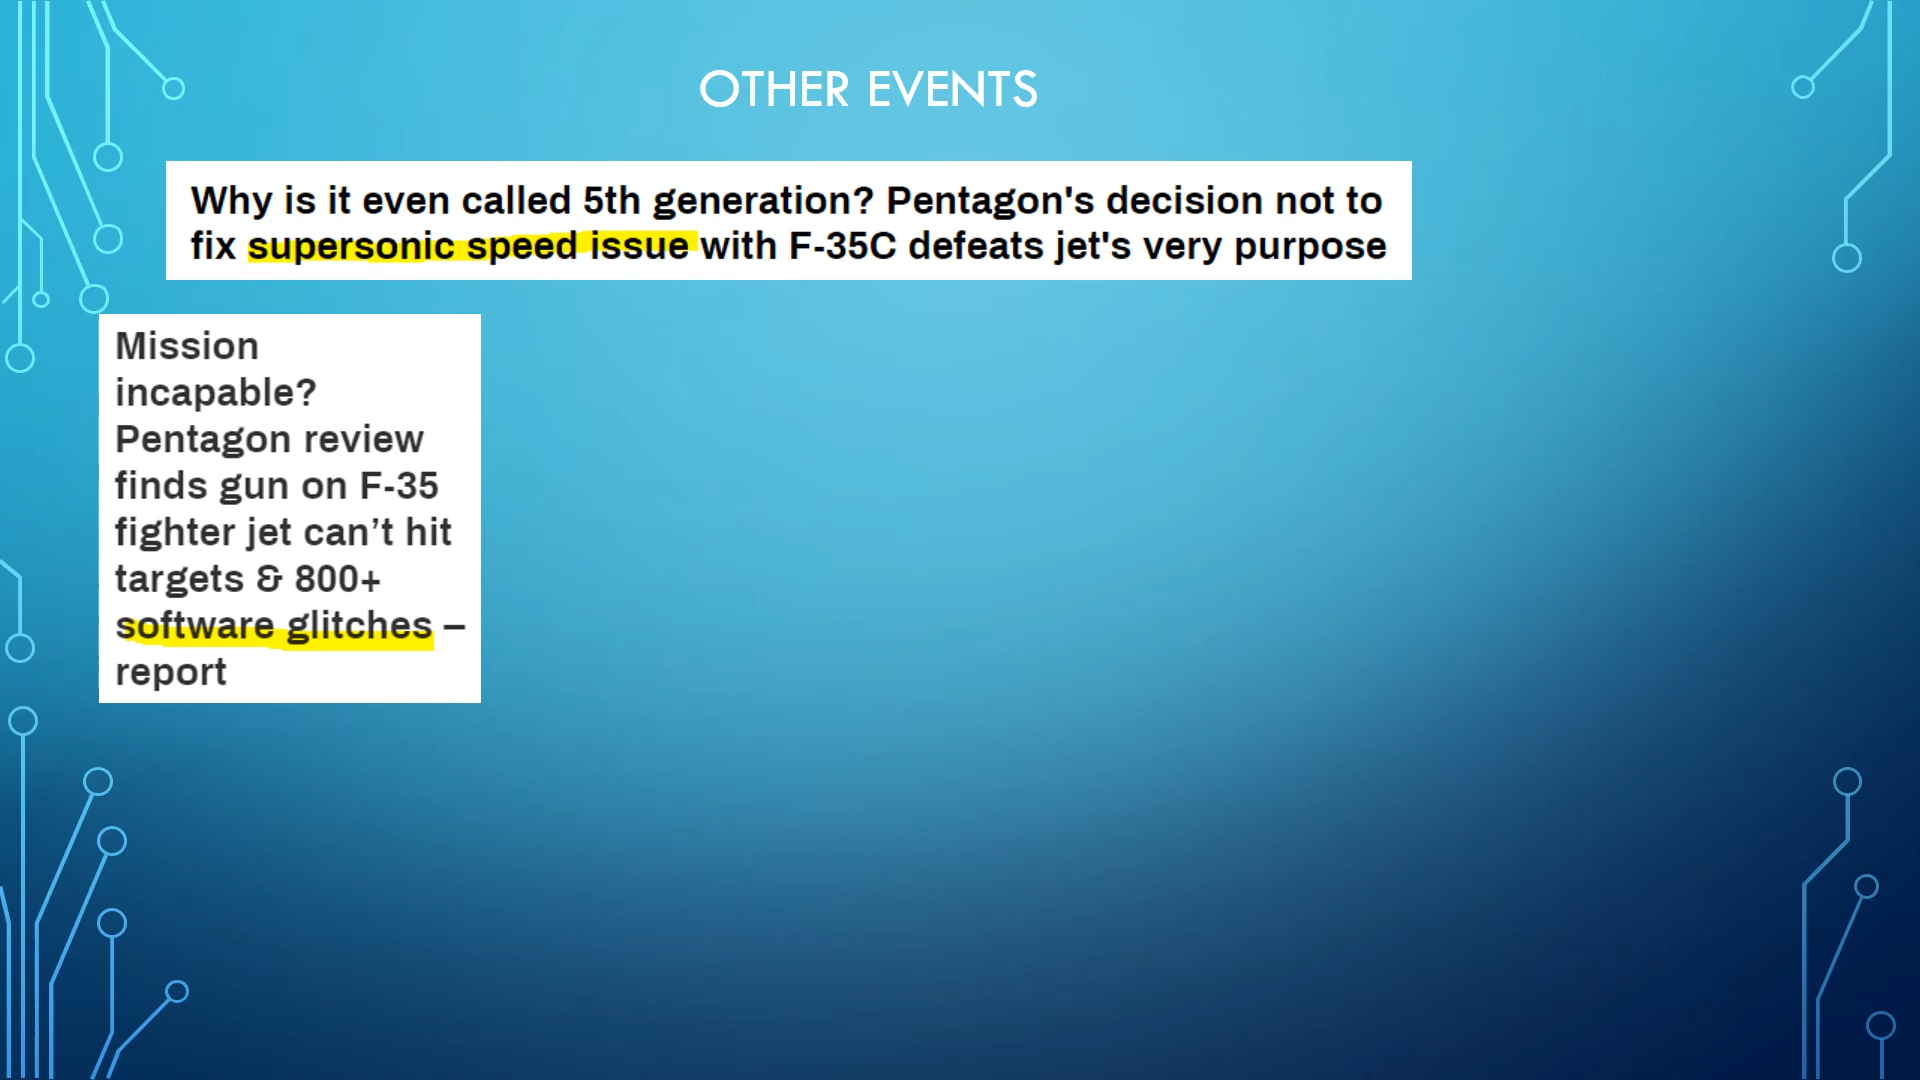 OTHER EVENTS
Why is it even called 5th generation? Pentagon's decision not to
fix supersonic speed issue with F-35C defeats jet's very purpose
Mission
incapable?
Pentagon review
finds gun on F-35
fighter jet can’t hit
targets & 800+
software glitches –
report